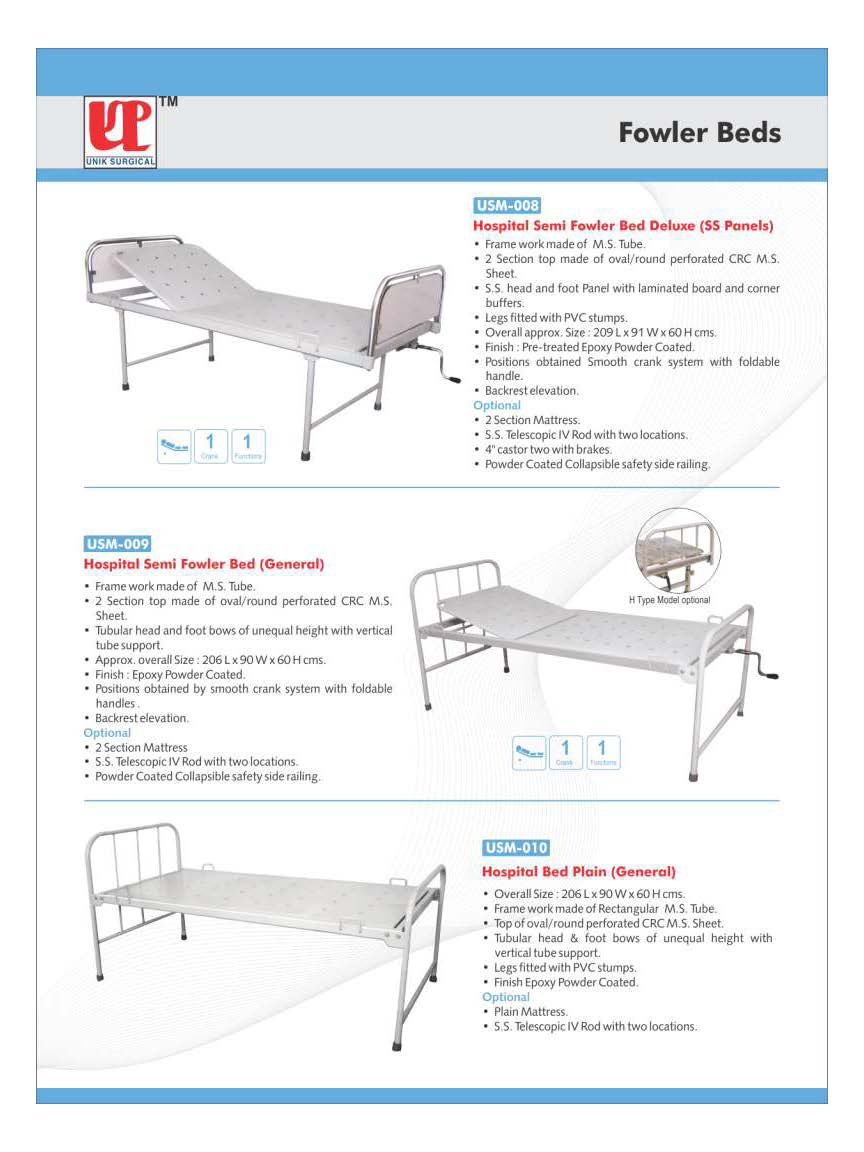 TM
UNIK SURGICAL
Fowler Beds
USM-008
Hospital Semi Fowler Bed Deluxe (SS Panels)
• Frame work made of M.S. Tube.
• 2 Section top made of oval/round perforated CRC M.S.
Sheet.
• S.S. head and foot Panel with laminated board and corner
buffers.
• Legs fitted with PVC stumps.
• Overall approx. Size : 209 L x 91 W x 60 H cms.
• Finish : Pre-treated Epoxy Powder Coated.
• Positions obtained Smooth crank system with foldable
handle.
• Backrest elevation.
Optional
• 2 Section Mattress.
• S.S. Telescopic IV Rod with two locations.
• 4" castor two with brakes.
• Powder Coated Collapsible safety side railing.
1 1
Crank Functions
USM-009
Hospital Semi Fowler Bed (General)
• Frame work made of M.S. Tube.
• 2 Section top made of oval/round perforated CRC M.S.
Sheet.
• Tubular head and foot bows of unequal height with vertical
tube support.
• Approx. overall Size : 206 L x 90 W x 60 H cms.
• Finish : Epoxy Powder Coated.
• Positions obtained by smooth crank system with foldable
handles .
• Backrest elevation.
Optional
• 2 Section Mattress
• S.S. Telescopic IV Rod with two locations.
• Powder Coated Collapsible safety side railing.
H Type Model optional
1 1
Crank Functions
USM-010
Hospital Bed Plain (General)
• Overall Size : 206 L x 90 W x 60 H cms.
• Frame work made of Rectangular M.S. Tube.
• Top of oval/round perforated CRC M.S. Sheet.
• Tubular head & foot bows of unequal height with
vertical tube support.
• Legs fitted with PVC stumps.
• Finish Epoxy Powder Coated.
Optional
• Plain Mattress.
• S.S. Telescopic IV Rod with two locations.